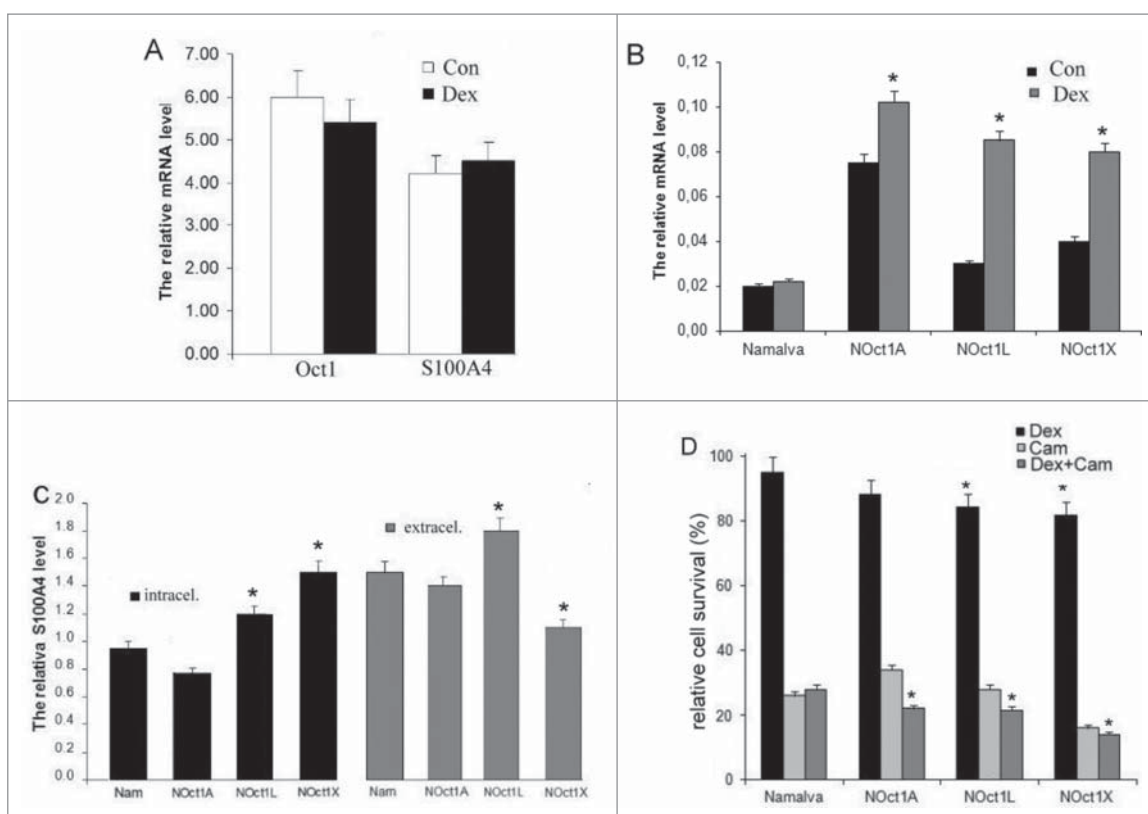 A
The relative mRNA level
7.00
6.00
5.00
4.00
3.00
2.00
1.00
0.00
Con
Dex
Oct1 S100A4
B
The relative mRNA level
0,12
0,10
0,08
0,06
0,04
0,02
0,00
Con
Dex
* * *
Namalva NOct1A NOct1L NOct1X
C
The relativa S100A4 level
2.0
1.8
1.6
1.4
1.2
1.0
0.8
0.6
0.4
0.2
0.0
intracel.
extracel.
* * * *
Nam NOct1A NOct1L NOct1X Nam NOct1A NOct1L NOct1X
D
relative cell survival (%)
100
80
60
40
20
0
Dex
Cam
Dex+Cam
* * * * *
Namalva NOct1A NOct1L NOct1X